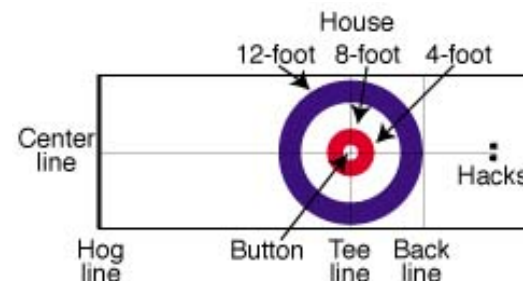 House
12-foot 8-foot 4-foot
Center
line
Hacks
Hog
line
Button
Tee
line
Back
line